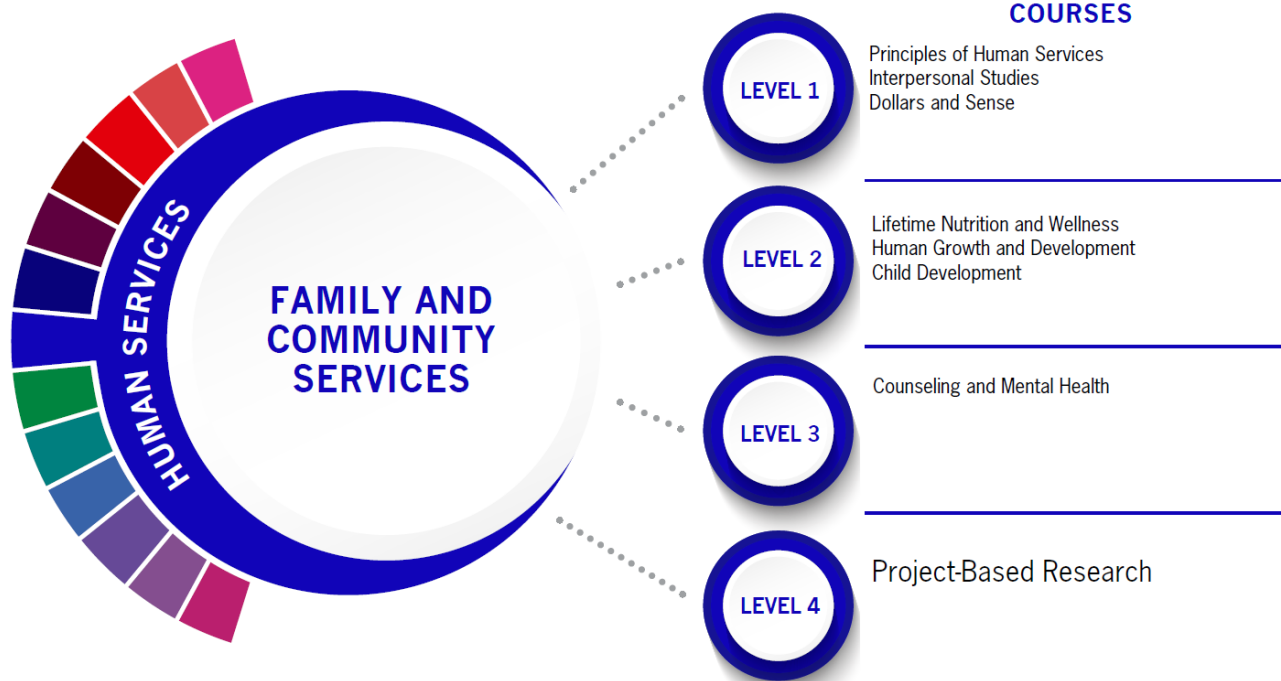 COURSES
HUMAN SERVICES
FAMILY AND
COMMUNITY
SERVICES
LEVEL 1
Principles of Human Services
Interpersonal Studies
Dollars and Sense
LEVEL 2
Lifetime Nutrition and Wellness
Human Growth and Development
Child Development
LEVEL 3
Counseling and Mental Health
LEVEL 4
Project-Based Research